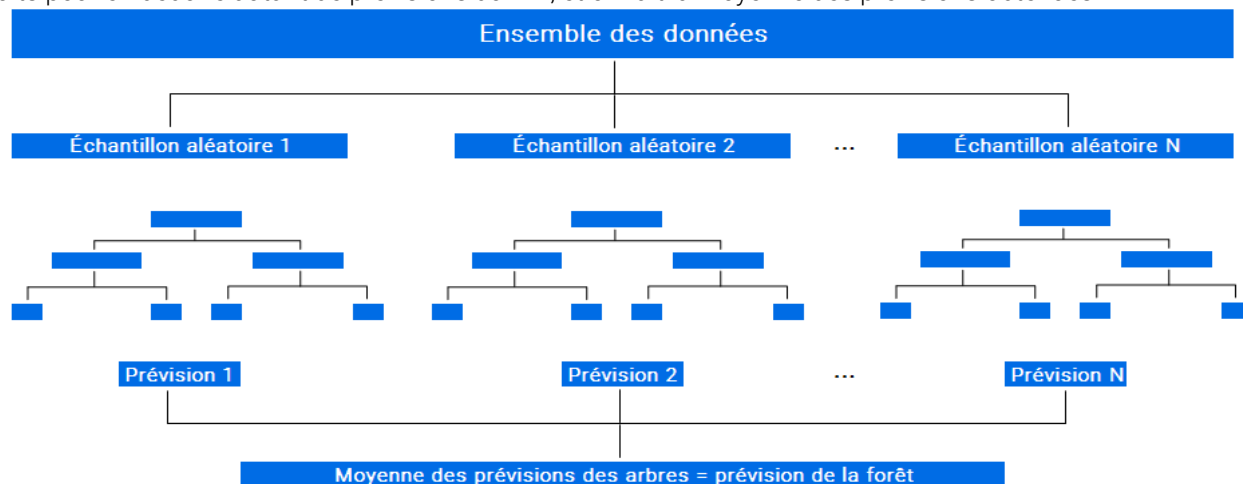 Ensemble des données
Échantillon aléatoire 1
Échantillon aléatoire 2
...
Échantillon aléatoire N
Prévision 1
Prévision 2
...
Prévision N
Moyenne des prévisions des arbres = prévision de la forêt